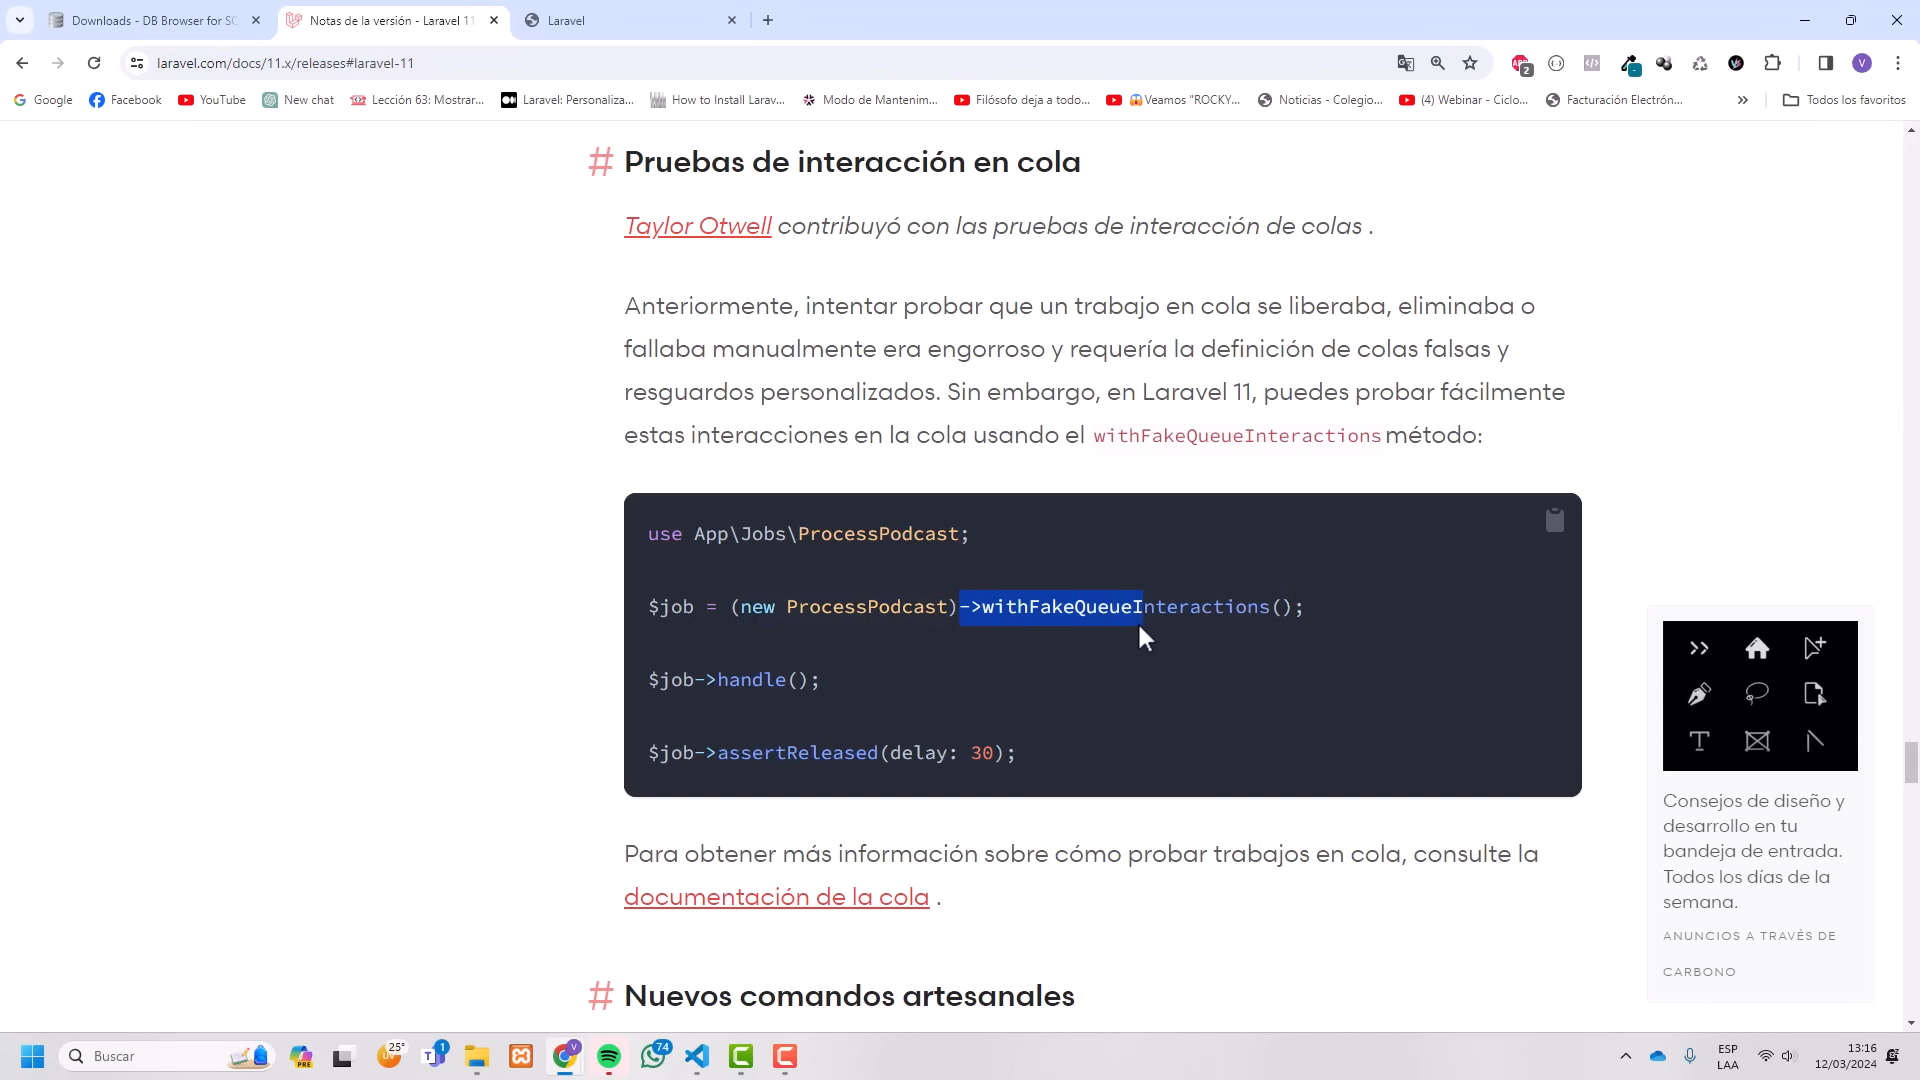 Downloads - DB Browser for SC
Notas de la versión - Laravel 11
Laravel
laravel.com/docs/11.x/releases#laravel-11
2
V
Google
Facebook
YouTube
New chat
Lección 63: Mostrar...
Laravel: Personaliza...
How to Install Larav...
Modo de Mantenim...
Filósofo deja a todo...
😱Veamos "ROCKY...
Noticias - Colegio...
(4) Webinar - Ciclo...
Facturación Electrón...
Todos los favoritos
# Pruebas de interacción en cola
Taylor Otwell contribuyó con las pruebas de interacción de colas .
Anteriormente, intentar probar que un trabajo en cola se liberaba, eliminaba o
fallaba manualmente era engorroso y requería la definición de colas falsas y
resguardos personalizados. Sin embargo, en Laravel 11, puedes probar fácilmente
estas interacciones en la cola usando el withFakeQueueInteractions método:
use App\Jobs\ProcessPodcast;
$job = (new ProcessPodcast)->withFakeQueueInteractions();
$job->handle();
$job->assertReleased(delay: 30);
Para obtener más información sobre cómo probar trabajos en cola, consulte la
documentación de la cola .
# Nuevos comandos artesanales
Consejos de diseño y
desarrollo en tu
bandeja de entrada.
Todos los días de la
semana.
ANUNCIOS A TRAVÉS DE
CARBONO
Buscar
PRE
25°
UV
1
V
74
ESP
LAA
13:16
12/03/2024